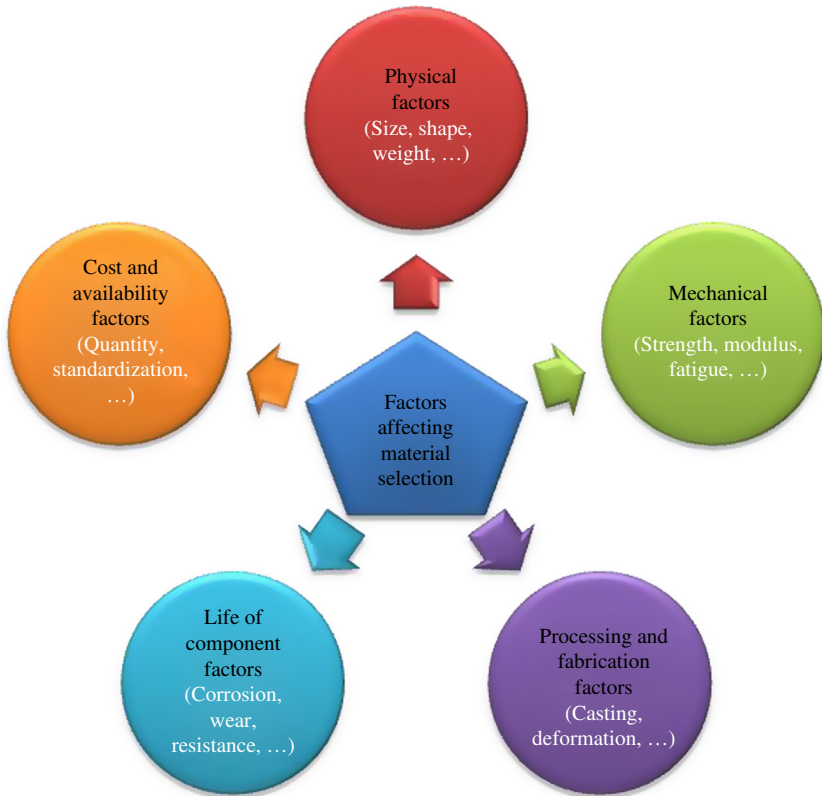 Physical
factors
(Size, shape,
weight, …)
Cost and
availability
factors
(Quantity,
standardization,
…)
Mechanical
factors
(Strength, modulus,
fatigue, …)
Factors
affecting
material
selection
Life of
component
factors
(Corrosion,
wear,
resistance, …)
Processing and
fabrication
factors
(Casting,
deformation, …)